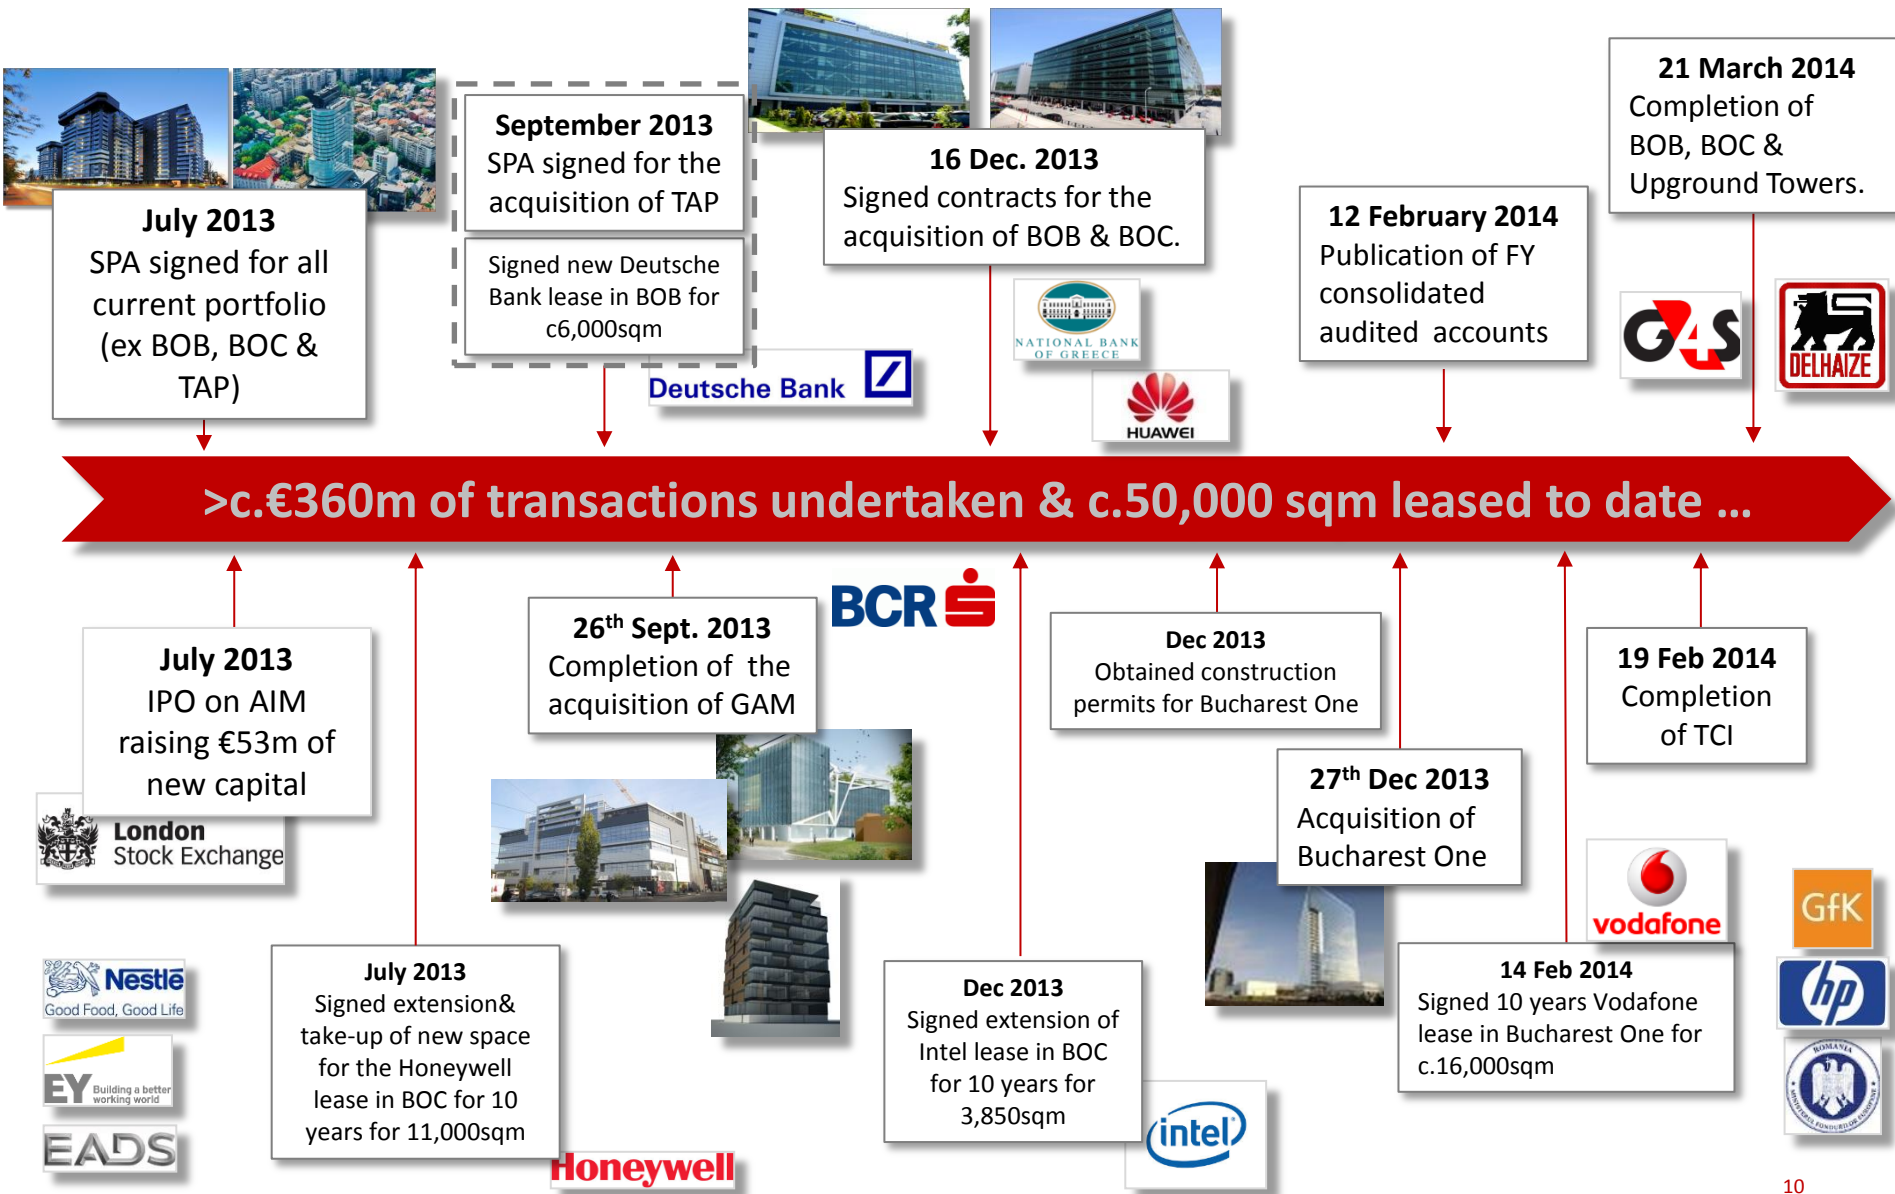 July 2013
SPA signed for all
current portfolio
(ex BOB, BOC &
TAP)
September 2013
SPA signed for the
acquisition of TAP
Signed new Deutsche
Bank lease in BOB for
c6,000sqm
Deutsche Bank
16 Dec. 2013
Signed contracts for the
acquisition of BOB & BOC.
NATIONAL BANK
OF GREECE
HUAWEI
12 February 2014
Publication of FY
consolidated
audited accounts
21 March 2014
Completion of
BOB, BOC &
Upground Towers.
G4S
DELHAIZE
>c.€360m of transactions undertaken & c.50,000 sqm leased to date ...
July 2013
IPO on AIM
raising €53m of
new capital
London
Stock Exchange
Nestlé
Good Food, Good Life
EY
Building a better
working world
EADS
July 2013
Signed extension&
take-up of new space
for the Honeywell
lease in BOC for 10
years for 11,000sqm
Honeywell
26th Sept. 2013
Completion of the
acquisition of GAM
BCR
Dec 2013
Signed extension of
Intel lease in BOC
for 10 years for
3,850sqm
intel
Dec 2013
Obtained construction
permits for Bucharest One
27th Dec 2013
Acquisition of
Bucharest One
14 Feb 2014
Signed 10 years Vodafone
lease in Bucharest One for
c.16,000sqm
vodafone
19 Feb 2014
Completion
of TCI
GfK
hp
ROMANIA
MINISTERUL FONDURILOR EUROPENE
10